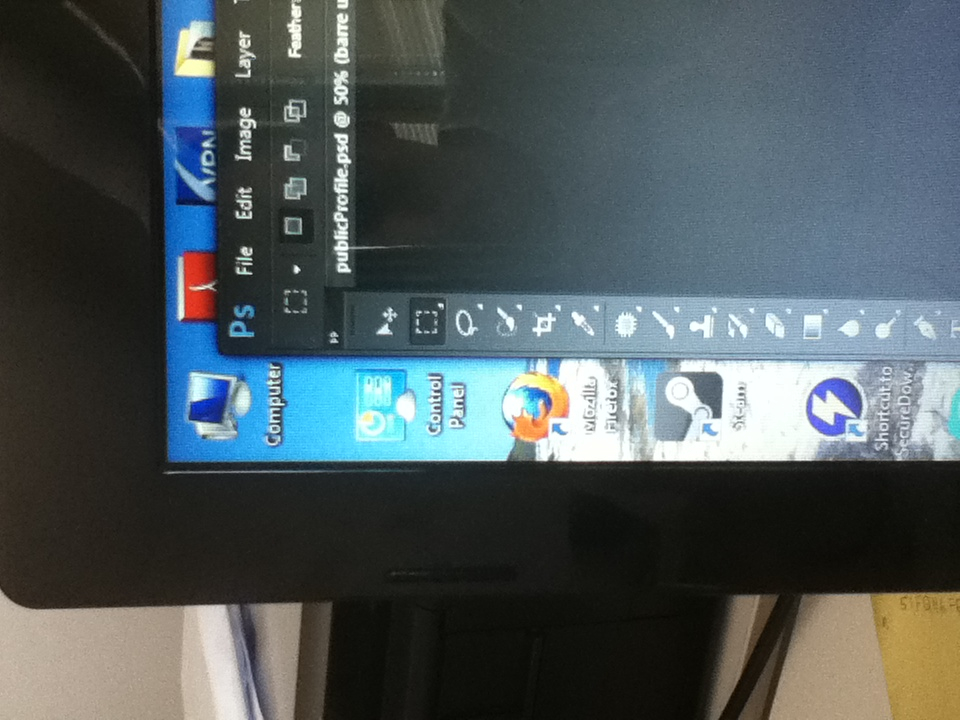 VPN
Computer
Ps File Edit Image Layer
Feather:
publicProfile.psd @ 50% (barre u
Control
Panel
Mozilla
Firefox
Steam
Shortcut to
SecureDow...